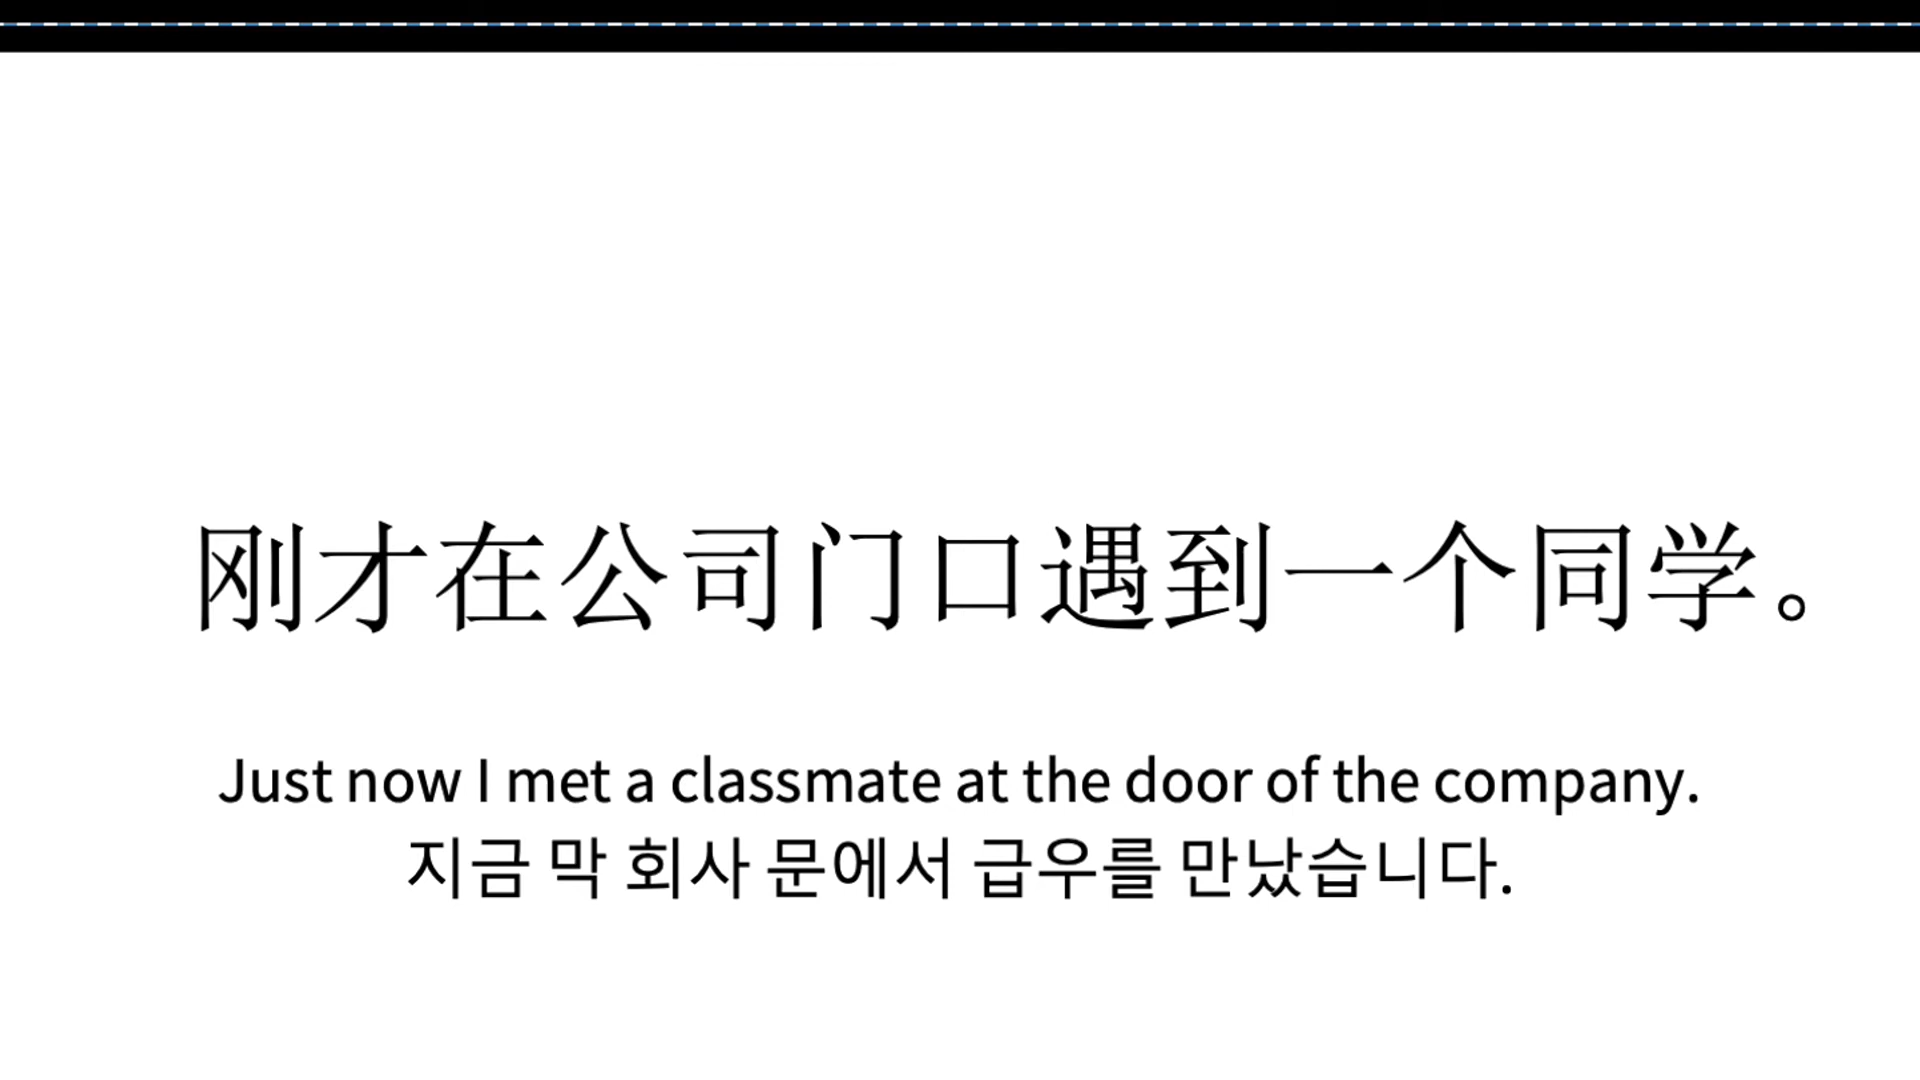 刚才在公司门口遇到一个同学。
Just now I met a classmate at the door of the company.
지금 막 회사 문에서 급우를 만났습니다.